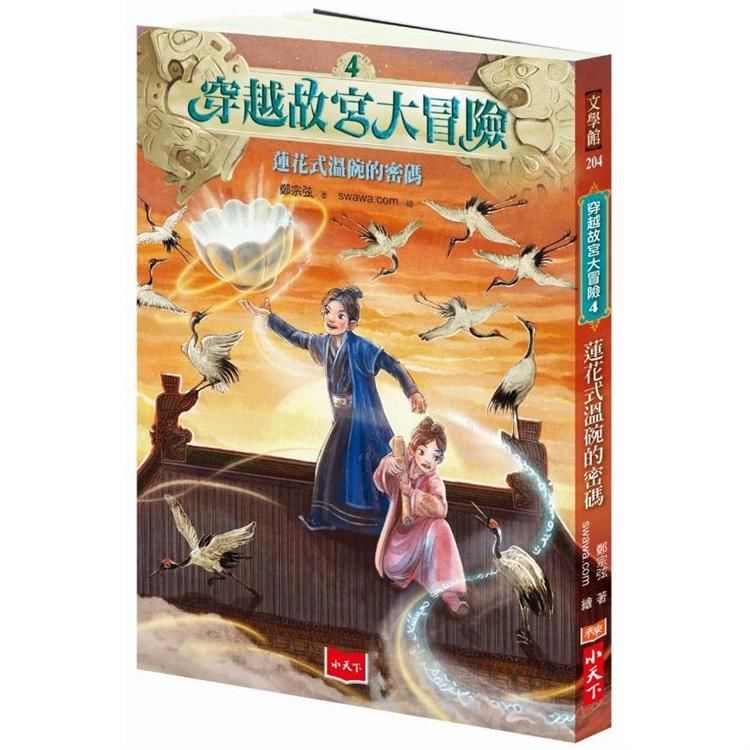 4
穿越故宮大冒險
蓮花式溫碗的密碼
鄭宗弦/著 swawa.com/繪
小天下
文學館
204
穿越故宮大冒險4
蓮花式溫碗的密碼
鄭宗弦 著
swawa.com 繪
小天下